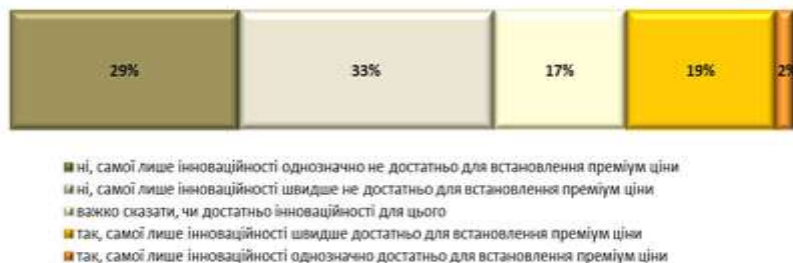 29% 33% 17% 19% 2%
ні, самої лише інноваційності однозначно не достатньо для встановлення преміум ціни
ні, самої лише інноваційності швидше не достатньо для встановлення преміум ціни
важко сказати, чи достатньо інноваційності для цього
так, самої лише інноваційності швидше достатньо для встановлення преміум ціни
так, самої лише інноваційності однозначно достатньо для встановлення преміум ціни